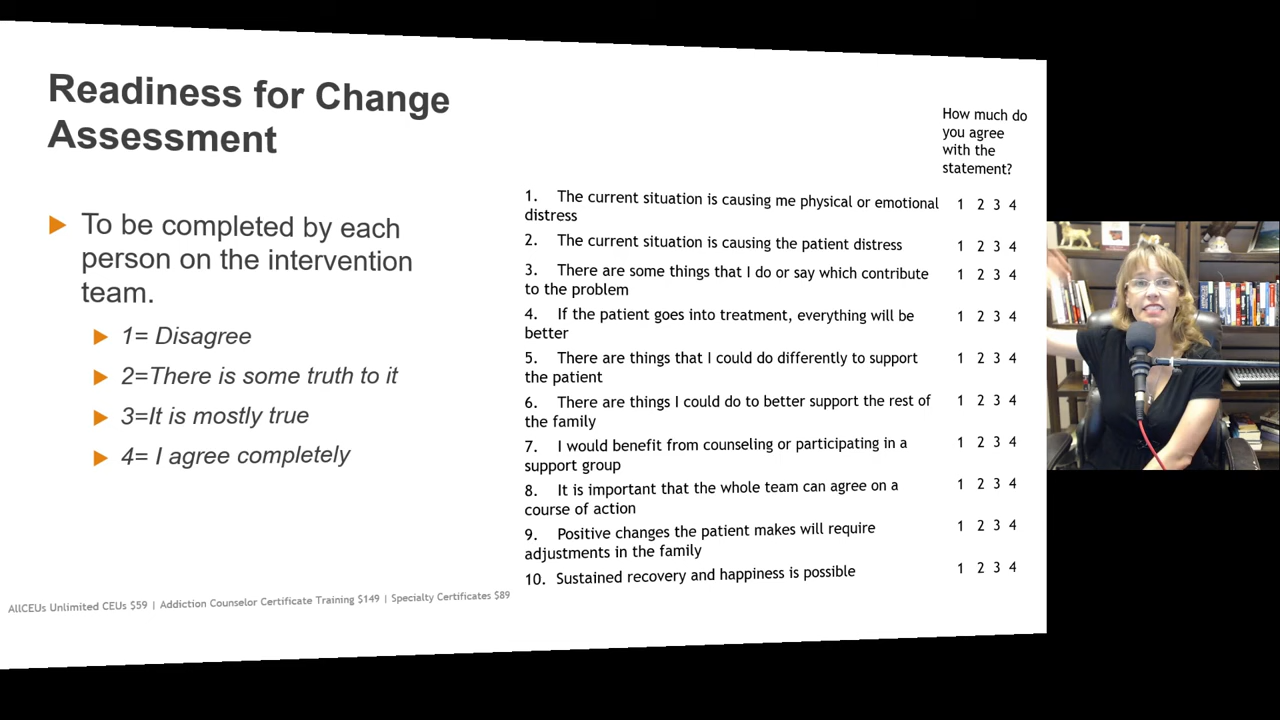 Readiness for Change
Assessment
To be completed by each
person on the intervention
team.
1= Disagree
2=There is some truth to it
3=It is mostly true
4= I agree completely
How much do
you agree
with the
statement?
1. The current situation is causing me physical or emotional
distress
1 2 3 4
2. The current situation is causing the patient distress
1 2 3 4
3. There are some things that I do or say which contribute
to the problem
1 2 3 4
4. If the patient goes into treatment, everything will be
better
1 2 3 4
5. There are things that I could do differently to support
the patient
1 2 3 4
6. There are things I could do to better support the rest of
the family
1 2 3 4
7. I would benefit from counseling or participating in a
support group
1 2 3 4
8. It is important that the whole team can agree on a
course of action
1 2 3 4
9. Positive changes the patient makes will require
adjustments in the family
1 2 3 4
10. Sustained recovery and happiness is possible
1 2 3 4
AllCEUs Unlimited CEUs $59 | Addiction Counselor Certificate Training $149 | Specialty Certificates $89